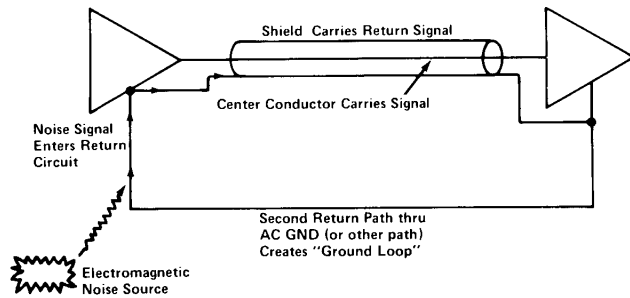 Shield Carries Return Signal
Center Conductor Carries Signal
Noise Signal
Enters Return
Circuit
Second Return Path thru
AC GND (or other path)
Creates "Ground Loop"
Electromagnetic
Noise Source